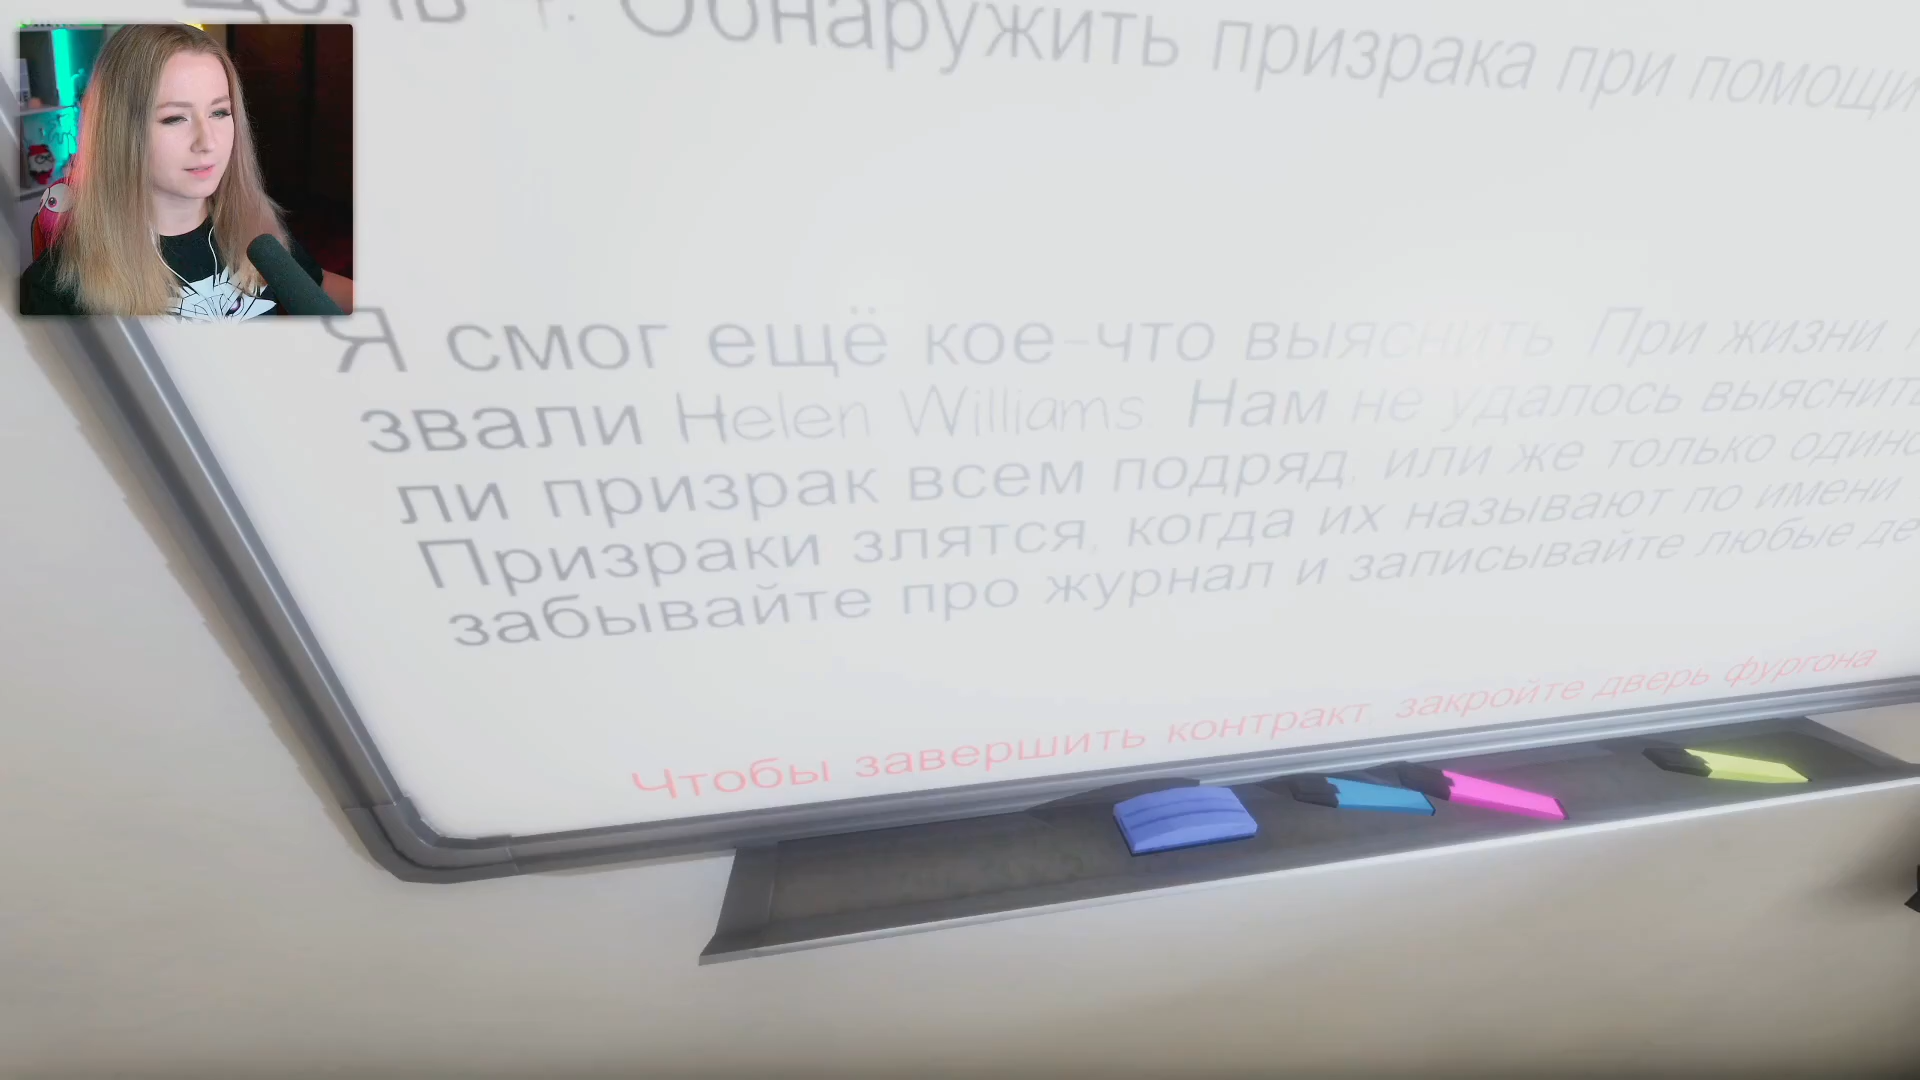 Цель 4: Обнаружить призрака при помощи
Я смог ещё кое-что выяснить. При жизни
звали Helen Williams. Нам не удалось выяснить
ли призрак всем подряд, или же только
Призраки злятся, когда их называют по имени
забывайте про журнал и записывайте любые
Чтобы завершить контракт, закройте дверь фургона